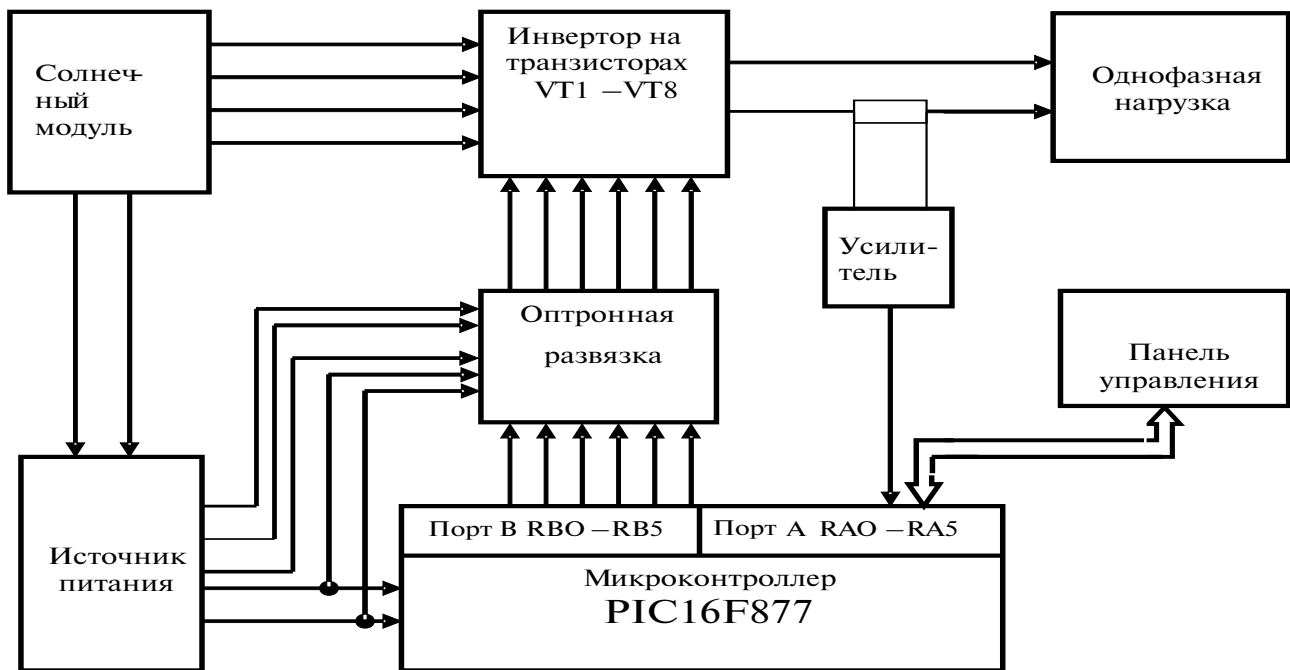 Солнеч-
ный
модуль
Инвертор на
транзисторах
VT1 –VT8
Однофазная
нагрузка
Усили-
тель
Оптронная
развязка
Панель
управления
Источник
питания
Порт В RBO –RB5
Порт А RAO –RA5
Микроконтроллер
PIC16F877